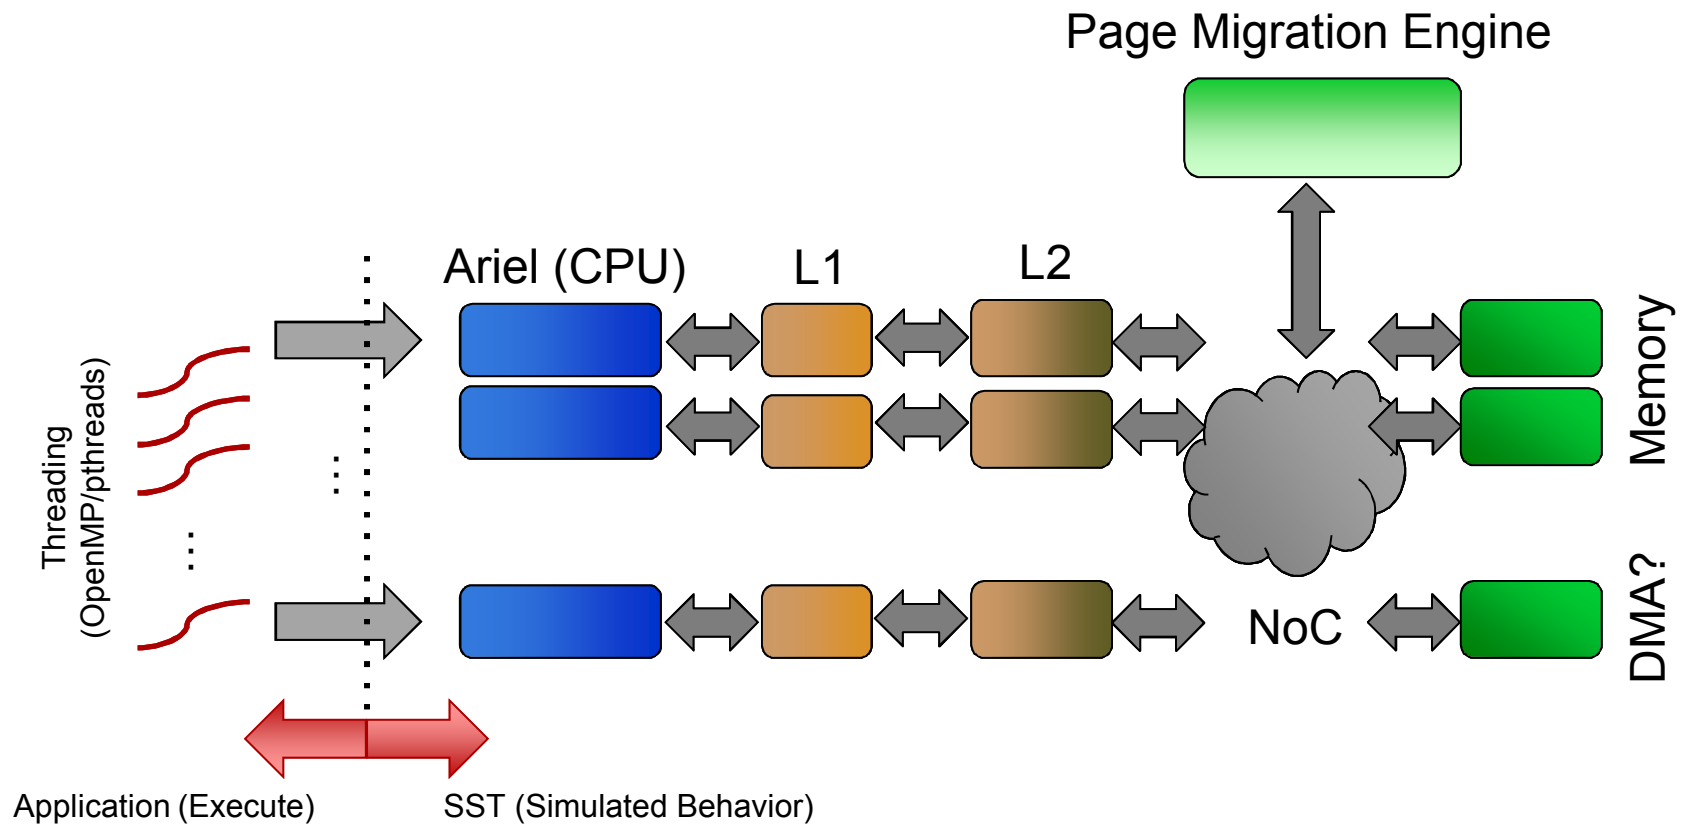 Page Migration Engine
Ariel (CPU)
L1
L2
Memory
Threading
(OpenMP/pthreads)
...
...
NoC
DMA?
Application (Execute)
SST (Simulated Behavior)